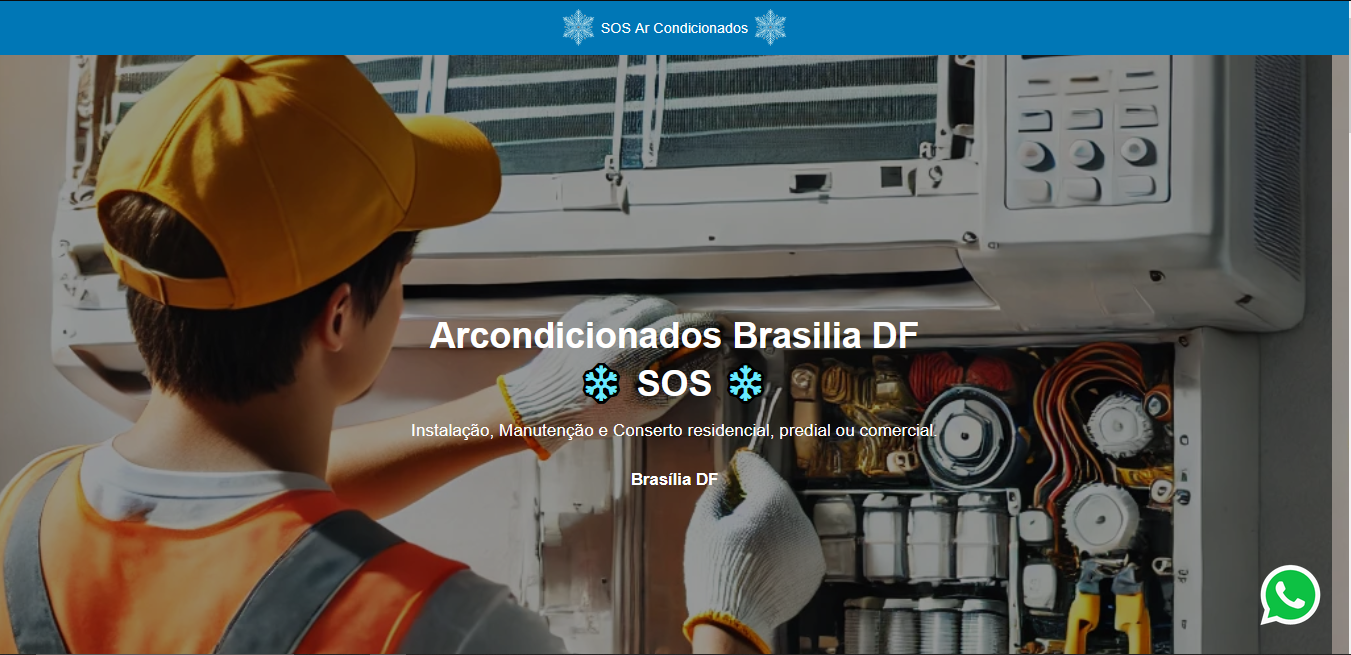 SOS Ar Condicionados
Arcondicionados Brasilia DF
SOS
Instalação, Manutenção e Conserto residencial, predial ou comercial.
Brasília DF